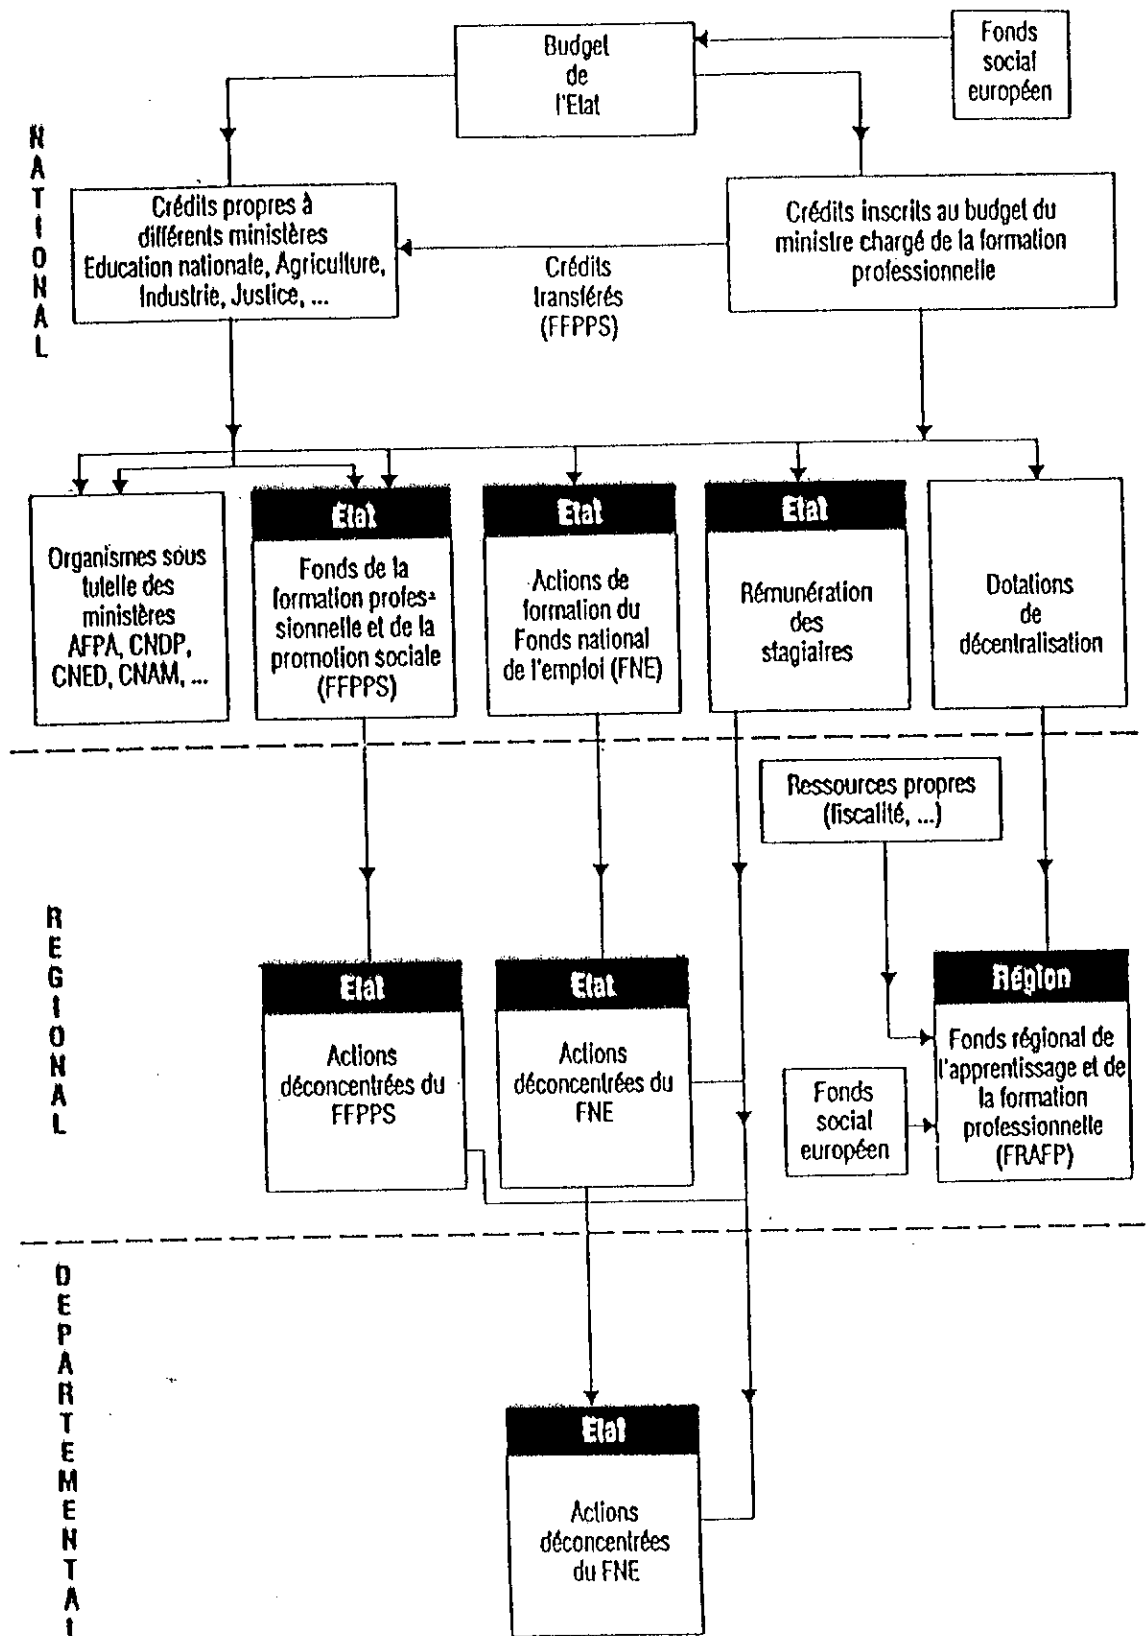 Budget
de
l'Etat
Fonds
social
européen
NATIONAL
Crédits propres à
différents ministères
Education nationale, Agriculture,
Industrie, Justice, ...
Crédits
transférés
(FFPPS)
Crédits inscrits au budget du
ministre chargé de la formation
professionnelle
Organismes sous
tutelle des
ministères
AFPA, CNDP,
CNED, CNAM, ...
Etat
Fonds de la
formation profes-
sionnelle et de la
promotion sociale
(FFPPS)
Etat
Actions de
formation du
Fonds national
de l'emploi (FNE)
Etat
Rémunération
des
stagiaires
Dotations
de
décentralisation
REGIONAL
Ressources propres
(fiscalité, ...)
Etat
Actions
déconcentrées du
FFPPS
Etat
Actions
déconcentrées du
FNE
Fonds
social
européen
Région
Fonds régional de
l'apprentissage et de
la formation
professionnelle
(FRAFP)
DEPARTEMENTAL
Etat
Actions
déconcentrées
du FNE